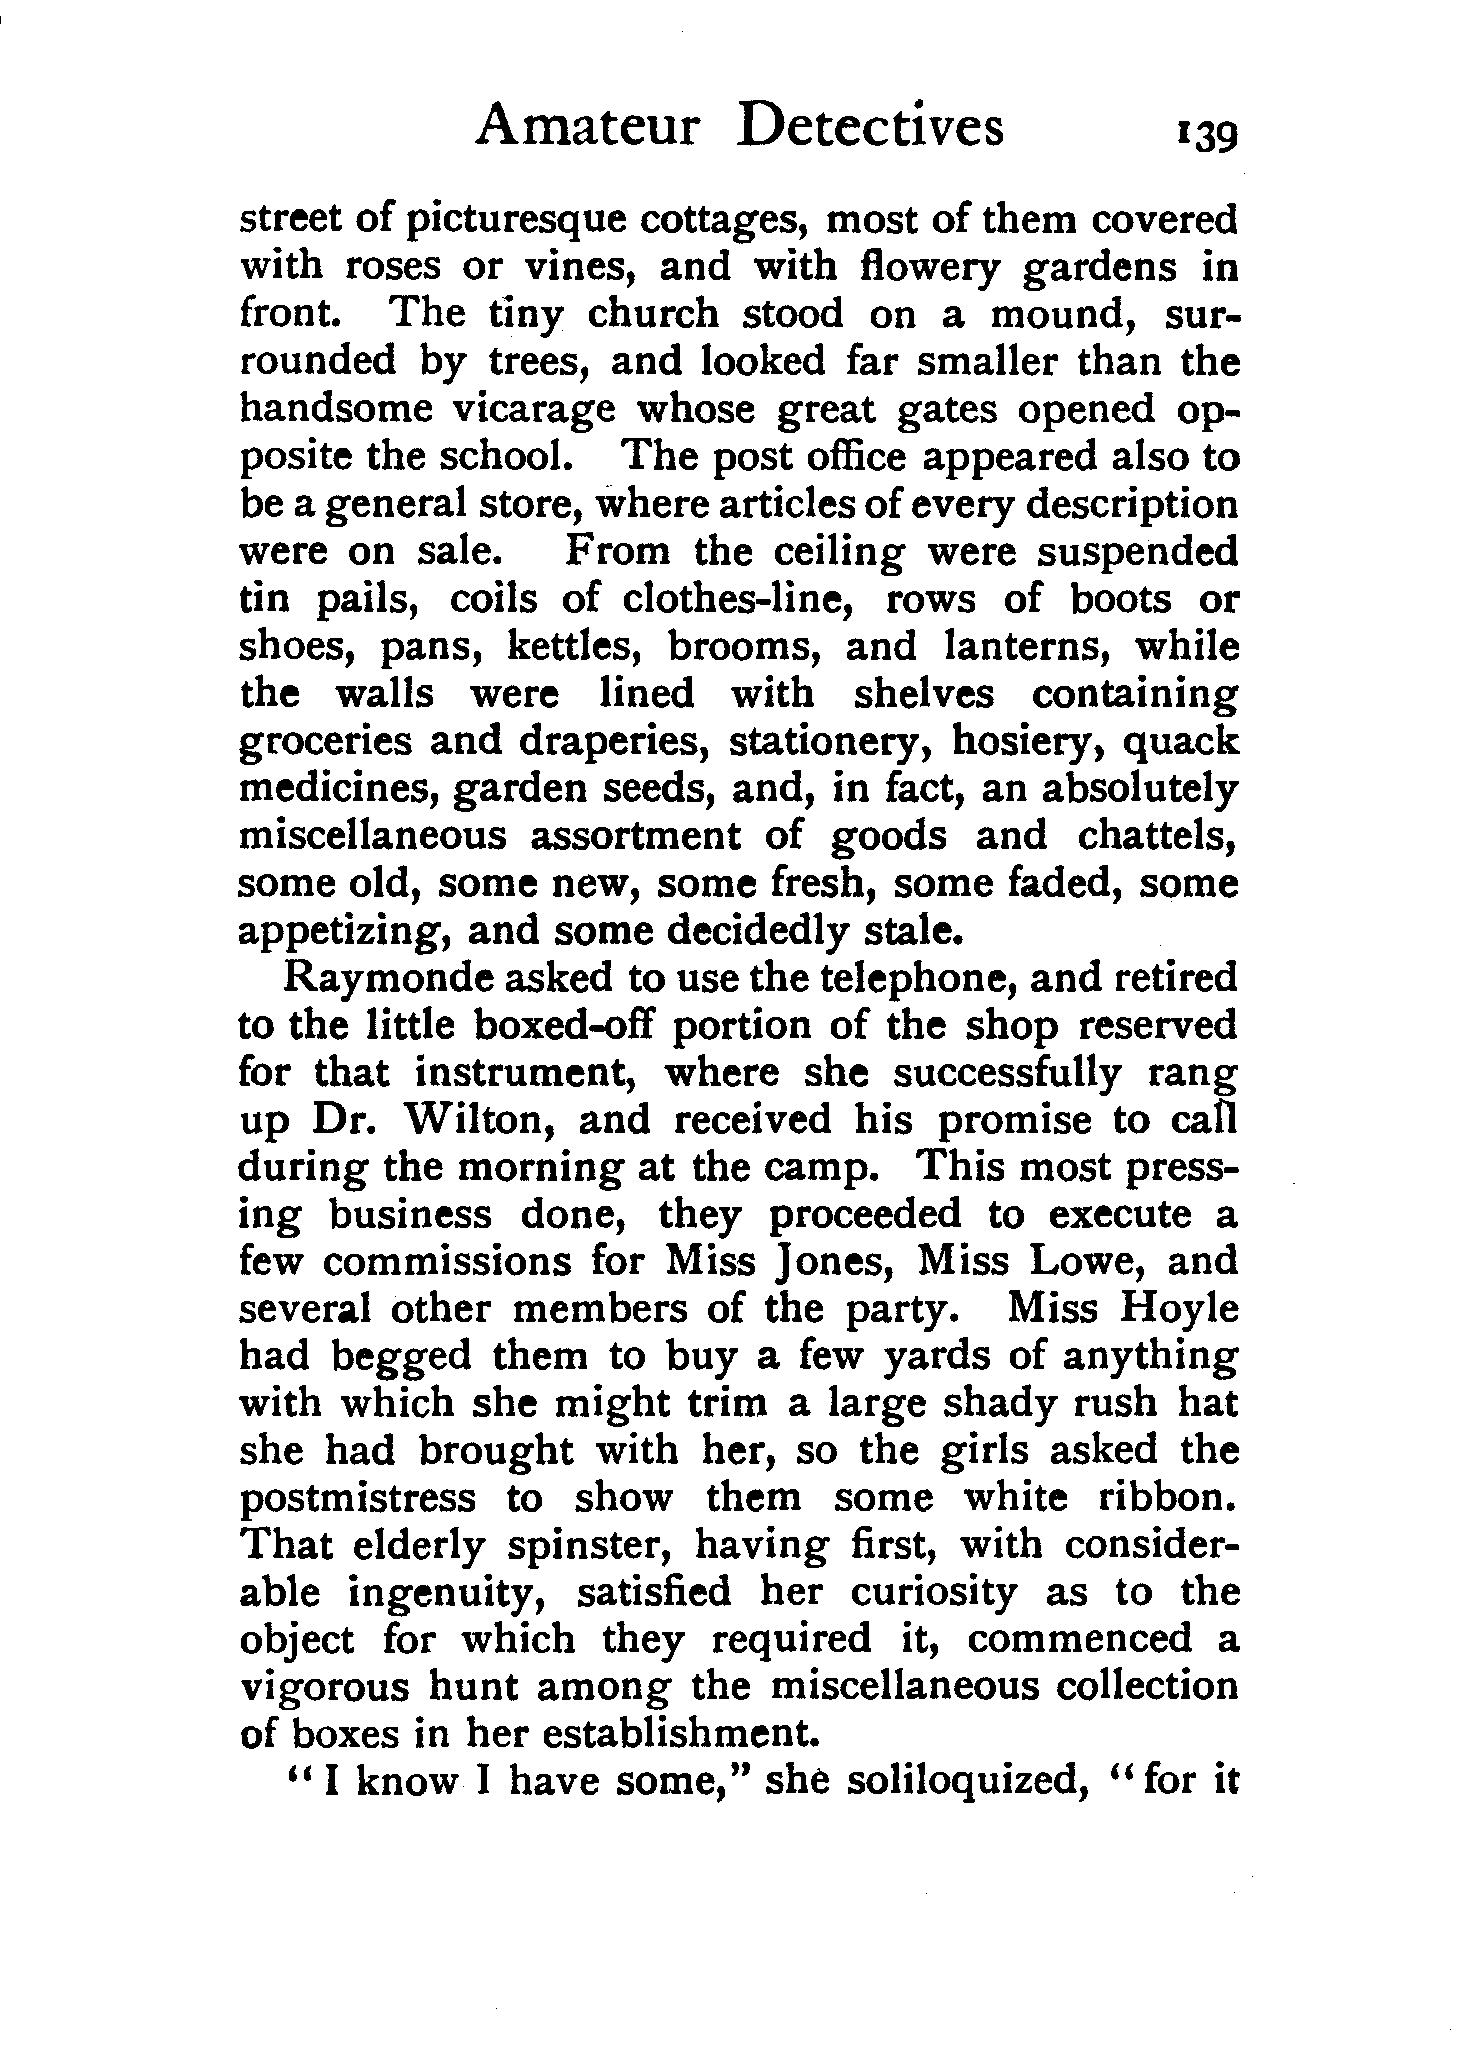 Amateur Detectives 139
street of picturesque cottages, most of them covered
with roses or vines, and with flowery gardens in
front. The tiny church stood on a mound, sur-
rounded by trees, and looked far smaller than the
handsome vicarage whose great gates opened op-
posite the school. The post office appeared also to
be a general store, where articles of every description
were on sale. From the ceiling were suspended
tin pails, coils of clothes-line, rows of boots or
shoes, pans, kettles, brooms, and lanterns, while
the walls were lined with shelves containing
groceries and draperies, stationery, hosiery, quack
medicines, garden seeds, and, in fact, an absolutely
miscellaneous assortment of goods and chattels,
some old, some new, some fresh, some faded, some
appetizing, and some decidedly stale.
Raymonde asked to use the telephone, and retired
to the little boxed-off portion of the shop reserved
for that instrument, where she successfully rang
up Dr. Wilton, and received his promise to call
during the morning at the camp. This most press-
ing business done, they proceeded to execute a
few commissions for Miss Jones, Miss Lowe, and
several other members of the party. Miss Hoyle
had begged them to buy a few yards of anything
with which she might trim a large shady rush hat
she had brought with her, so the girls asked the
postmistress to show them some white ribbon.
That elderly spinster, having first, with consider-
able ingenuity, satisfied her curiosity as to the
object for which they required it, commenced a
vigorous hunt among the miscellaneous collection
of boxes in her establishment.
“I know I have some,” she soliloquized, “for it